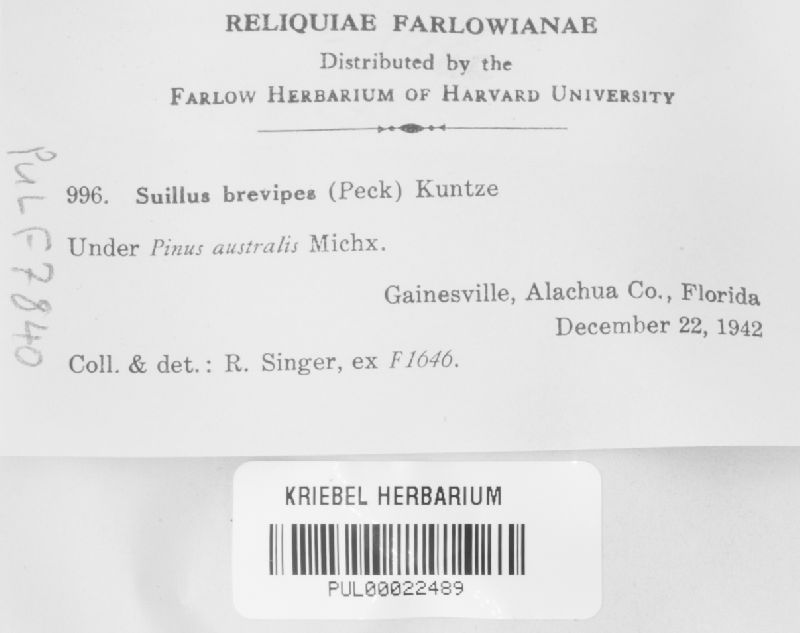 RELIQUIAE FARLOWIANAE
Distributed by the
FARLOW HERBARIUM OF HARVARD UNIVERSITY
996. Suillus brevipes (Peck) Kuntze
Under Pinus australis Michx.
Gainesville, Alachua Co., Florida
December 22, 1942
Coll. & det.: R. Singer, ex F1646.
PUL F7840
KRIEBEL HERBARIUM
PUL00022489